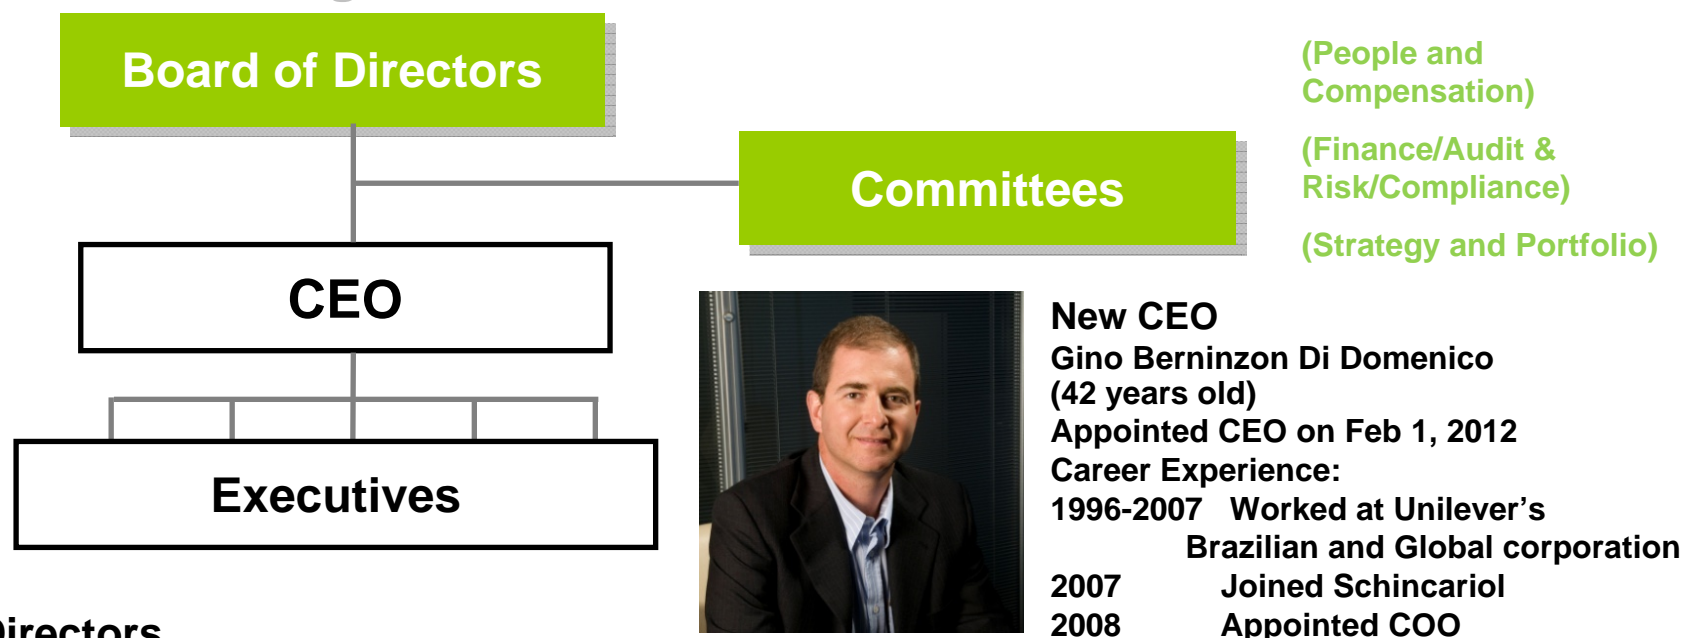 Board of Directors
(People and
Compensation)
(Finance/Audit &
Risk/Compliance)
(Strategy and Portfolio)
Committees
CEO
Executives
New CEO
Gino Berninzon Di Domenico
(42 years old)
Appointed CEO on Feb 1, 2012
Career Experience:
1996-2007 Worked at Unilever's
Brazilian and Global corporation
2007 Joined Schincariol
2008 Appointed COO
Directors